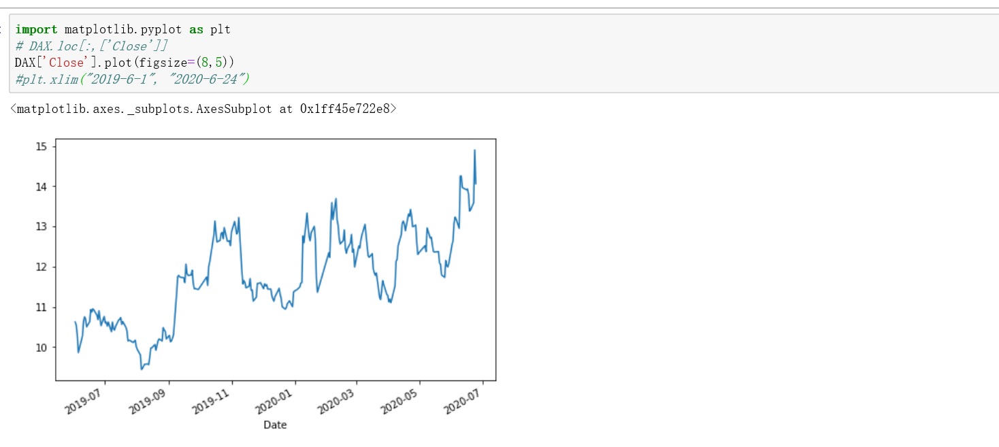 :
import matplotlib.pyplot as plt
# DAX.loc[:,['Close']]
DAX['Close'].plot(figsize=(8,5))
#plt.xlim("2019-6-1", "2020-6-24")
<matplotlib.axes._subplots.AxesSubplot at 0x1ff45e722e8>
15
14
13
12
11
10
2019-07 2019-09 2019-11 2020-01 2020-03 2020-05 2020-07
Date